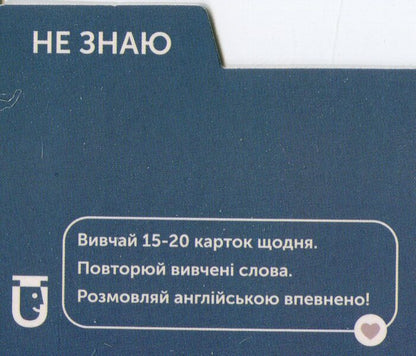 НЕ ЗНАЮ
Вивчай 15-20 карток щодня.
Повторюй вивчені слова.
Розмовляй англійською впевнено!